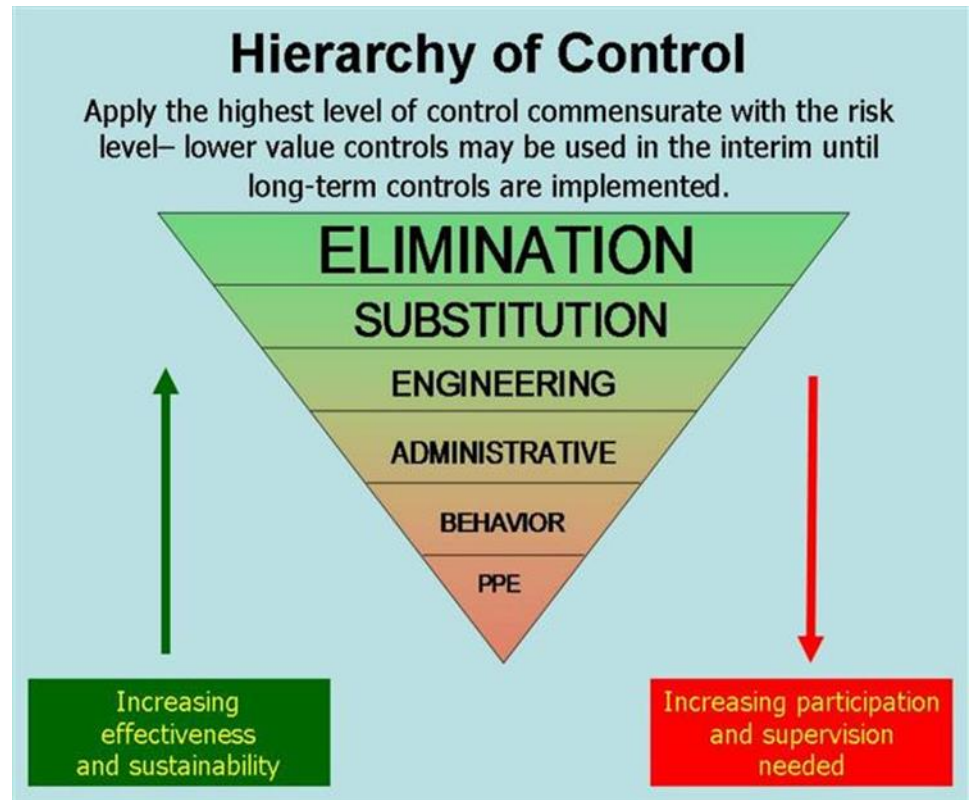 Hierarchy of Control
Apply the highest level of control commensurate with the risk
level– lower value controls may be used in the interim until
long-term controls are implemented.
ELIMINATION
SUBSTITUTION
ENGINEERING
ADMINISTRATIVE
BEHAVIOR
PPE
Increasing
effectiveness
and sustainability
Increasing participation
and supervision
needed